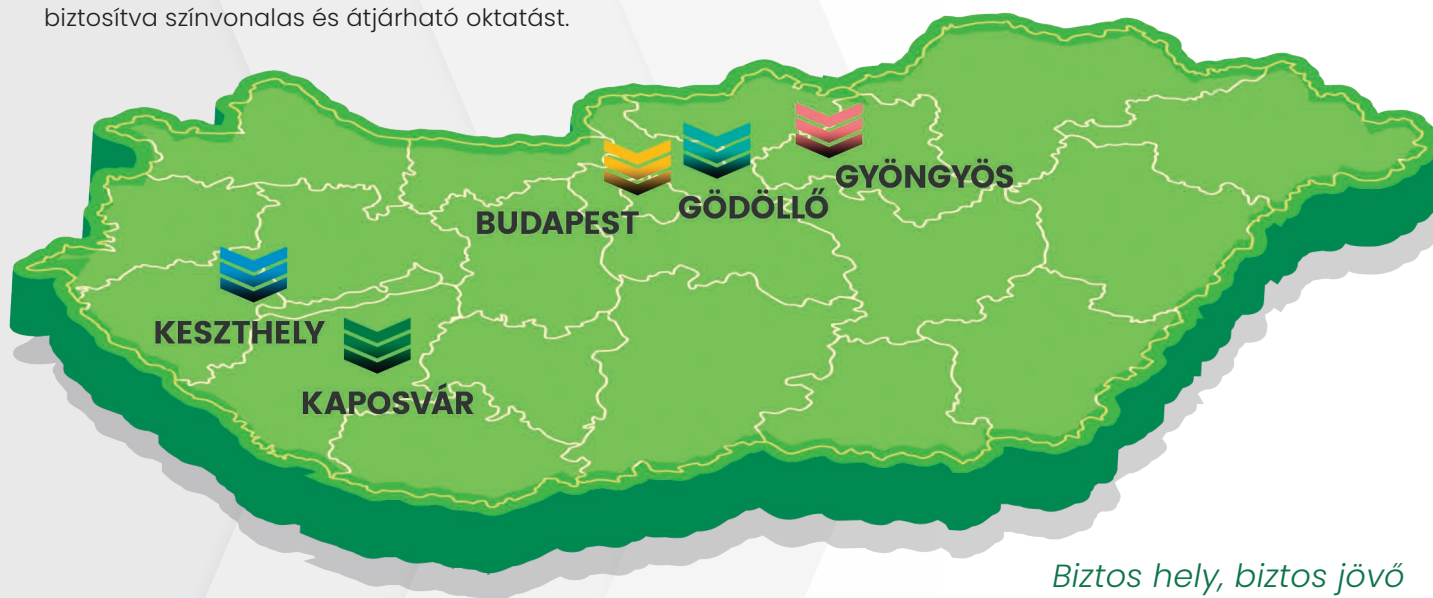 biztosítva színvonalas és átjárható oktatást.
GYÖNGYÖS
GÖDÖLLŐ
BUDAPEST
KESZTHELY
KAPOSVÁR
Biztos hely, biztos jövő